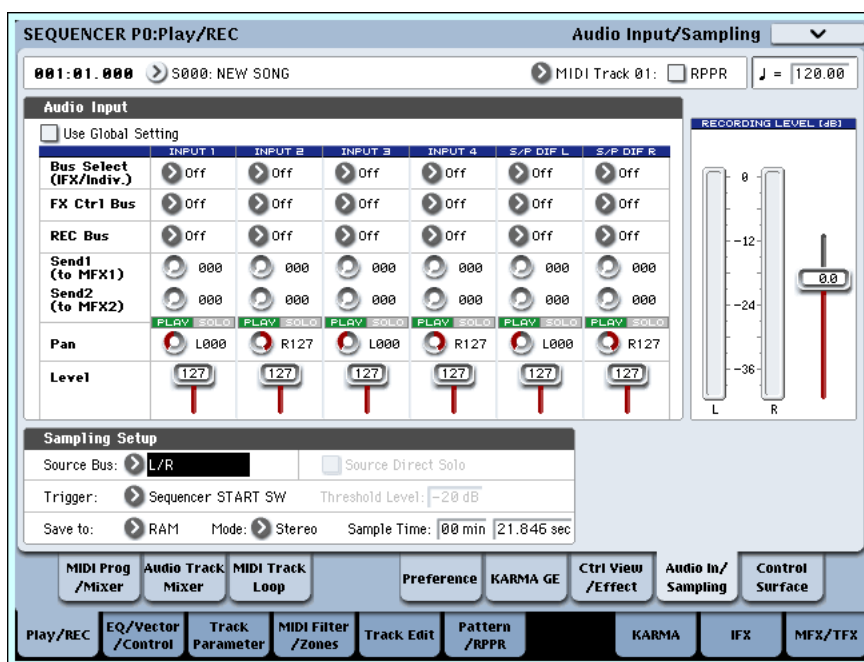 SEQUENCER P0:Play/REC Audio Input/Sampling
001:01.000 S000: NEW SONG MIDI Track 01: RPPR ♩ = 120.00
Audio Input
Use Global Setting
RECORDING LEVEL [dB]
INPUT 1 INPUT 2 INPUT 3 INPUT 4 S/P DIF L S/P DIF R
Bus Select
(IFX/Indiv.) Off Off Off Off Off Off
FX Ctrl Bus Off Off Off Off Off Off
REC Bus Off Off Off Off Off Off
Send1
(to MFX1) 000 000 000 000 000 000
Send2
(to MFX2) 000 000 000 000 000 000
PLAY SOLO PLAY SOLO PLAY SOLO PLAY SOLO PLAY SOLO PLAY SOLO
Pan L000 R127 L000 R127 L000 R127
Level 127 127 127 127 127 127
0
-12
-24
-36
0.0
L R
Sampling Setup
Source Bus: L/R Source Direct Solo
Trigger: Sequencer START SW Threshold Level: -20 dB
Save to: RAM Mode: Stereo Sample Time: 00 min 21.846 sec
MIDI Prog
/Mixer
Audio Track
Mixer
MIDI Track
Loop
Preference
KARMA GE
Ctrl View
/Effect
Audio In/
Sampling
Control
Surface
Play/REC
EQ/Vector
/Control
Track
Parameter
MIDI Filter
/Zones
Track Edit
Pattern
/RPPR
KARMA
IFX
MFX/TFX